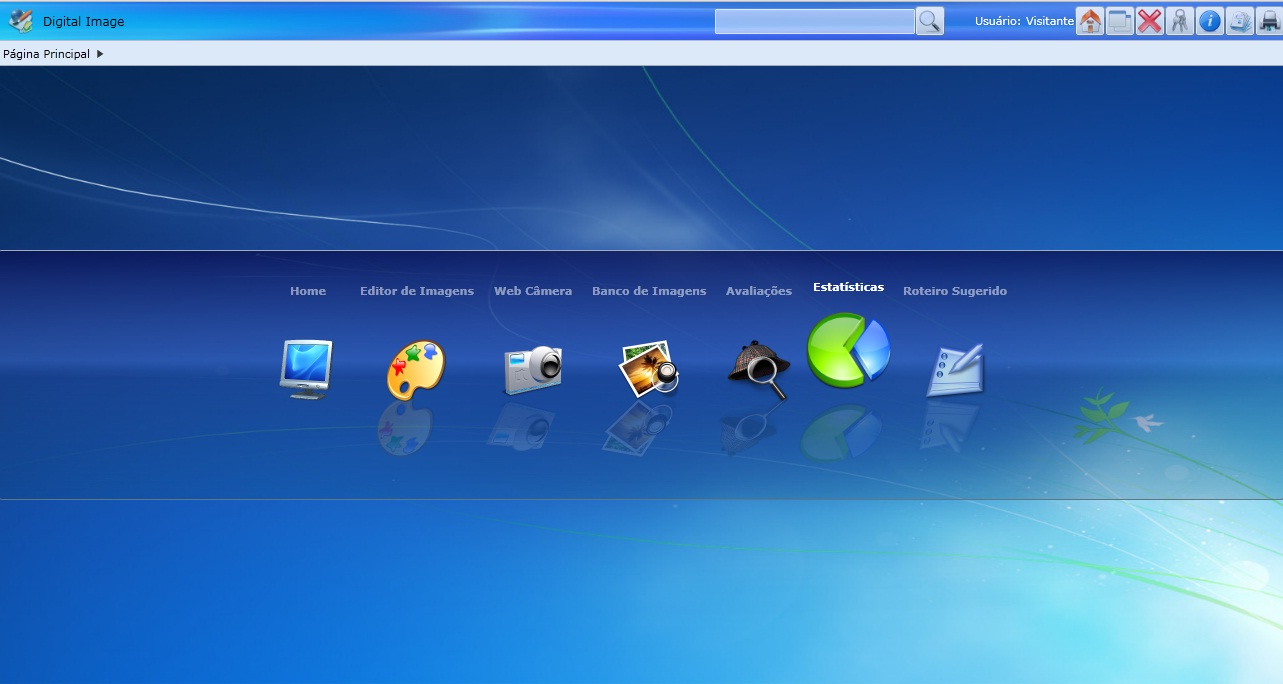 Digital Image
Usuário: Visitante
Página Principal
Home
Editor de Imagens
Web Câmera
Banco de Imagens
Avaliações
Estatísticas
Roteiro Sugerido